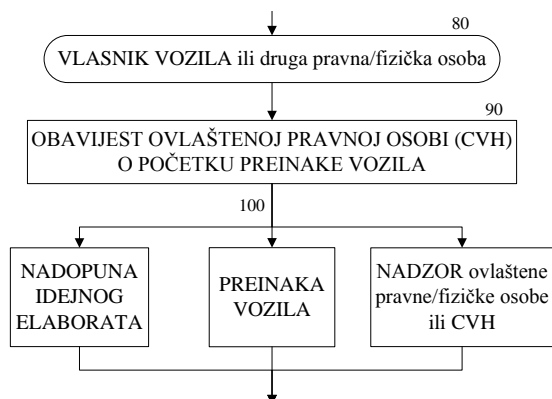 80
VLASNIK VOZILA ili druga pravna/fizička osoba
90
OBAVIJEST OVLAŠTENOJ PRAVNOJ OSOBI (CVH)
O POČETKU PREINAKE VOZILA
100
NADOPUNA
IDEJNOG
ELABORATA
PREINAKA
VOZILA
NADZOR ovlaštene
pravne/fizičke osobe
ili CVH